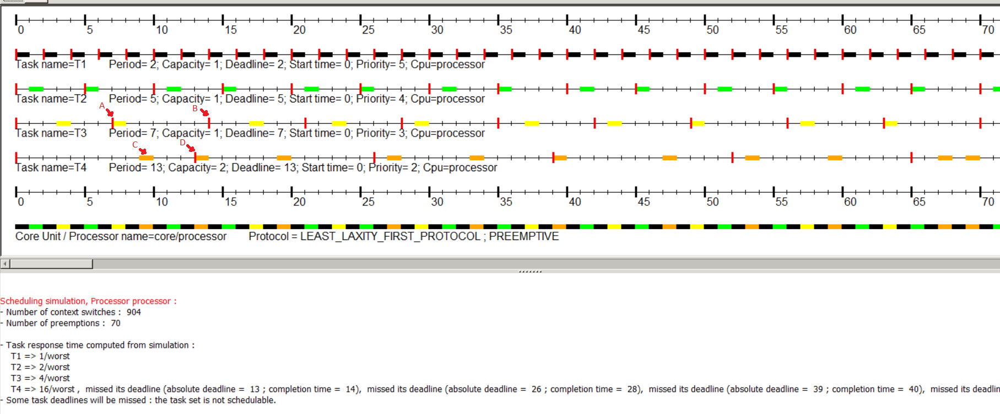 0 5 10 15 20 25 30 35 40 45 50 55 60 65 70
Task name=T1 Period= 2; Capacity= 1; Deadline= 2; Start time= 0; Priority= 5; Cpu=processor
Task name=T2 Period= 5; Capacity= 1; Deadline= 5; Start time= 0; Priority= 4; Cpu=processor
A B
Task name=T3 Period= 7; Capacity= 1; Deadline= 7; Start time= 0; Priority= 3; Cpu=processor
C D
Task name=T4 Period= 13; Capacity= 2; Deadline= 13; Start time= 0; Priority= 2; Cpu=processor
0 5 10 15 20 25 30 35 40 45 50 55 60 65 70
Core Unit / Processor name=core/processor Protocol = LEAST_LAXITY_FIRST_PROTOCOL ; PREEMPTIVE
Scheduling simulation, Processor processor :
- Number of context switches : 904
- Number of preemptions : 70
- Task response time computed from simulation :
T1 => 1/worst
T2 => 2/worst
T3 => 4/worst
T4 => 16/worst , missed its deadline (absolute deadline = 13 ; completion time = 14), missed its deadline (absolute deadline = 26 ; completion time = 28), missed its deadline (absolute deadline = 39 ; completion time = 40), missed its deadlin
- Some task deadlines will be missed : the task set is not schedulable.